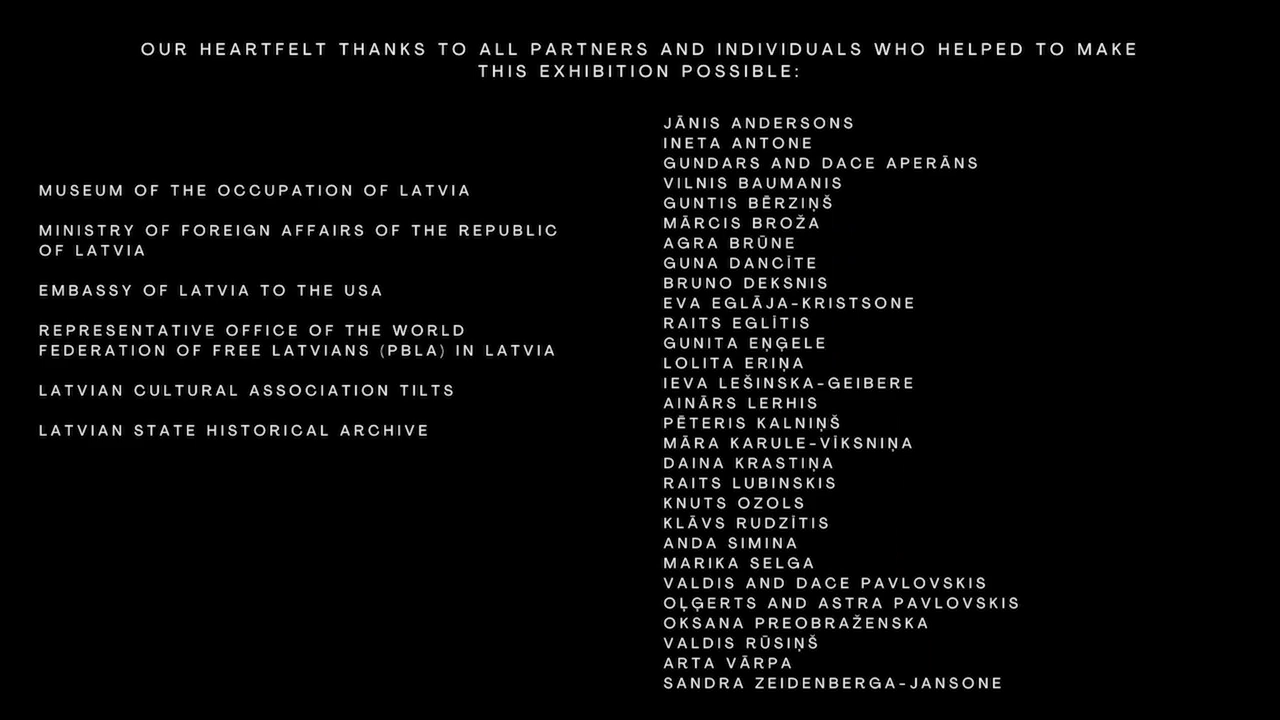 OUR HEARTFELT THANKS TO ALL PARTNERS AND INDIVIDUALS WHO HELPED TO MAKE
THIS EXHIBITION POSSIBLE:
MUSEUM OF THE OCCUPATION OF LATVIA
MINISTRY OF FOREIGN AFFAIRS OF THE REPUBLIC
OF LATVIA
EMBASSY OF LATVIA TO THE USA
REPRESENTATIVE OFFICE OF THE WORLD
FEDERATION OF FREE LATVIANS (PBLA) IN LATVIA
LATVIAN CULTURAL ASSOCIATION TILTS
LATVIAN STATE HISTORICAL ARCHIVE
JĀNIS ANDERSONS
INETA ANTONE
GUNDARS AND DACE APERĀNS
VILNIS BAUMANIS
GUNTIS BĒRZIŅŠ
MĀRCIS BROŽA
AGRA BRŪNE
GUNA DANCĪTE
BRUNO DEKSNIS
EVA EGLĀJA-KRISTSONE
RAITS EGLĪTIS
GUNITA EŅĢELE
LOLITA ERIŅA
IEVA LEŠINSKA-GEIBERE
AINĀRS LERHIS
PĒTERIS KALNIŅŠ
MĀRA KARULE-VĪKSNIŅA
DAINA KRASTIŅA
RAITS LUBINSKIS
KNUTS OZOLS
KLĀVS RUDZĪTIS
ANDA SIMINA
MARIKA SELGA
VALDIS AND DACE PAVLOVSKIS
OĻĢERTS AND ASTRA PAVLOVSKIS
OKSANA PREOBRAŽENSKA
VALDIS RŪSIŅŠ
ARTA VĀRPA
SANDRA ZEIDENBERGA-JANSONE